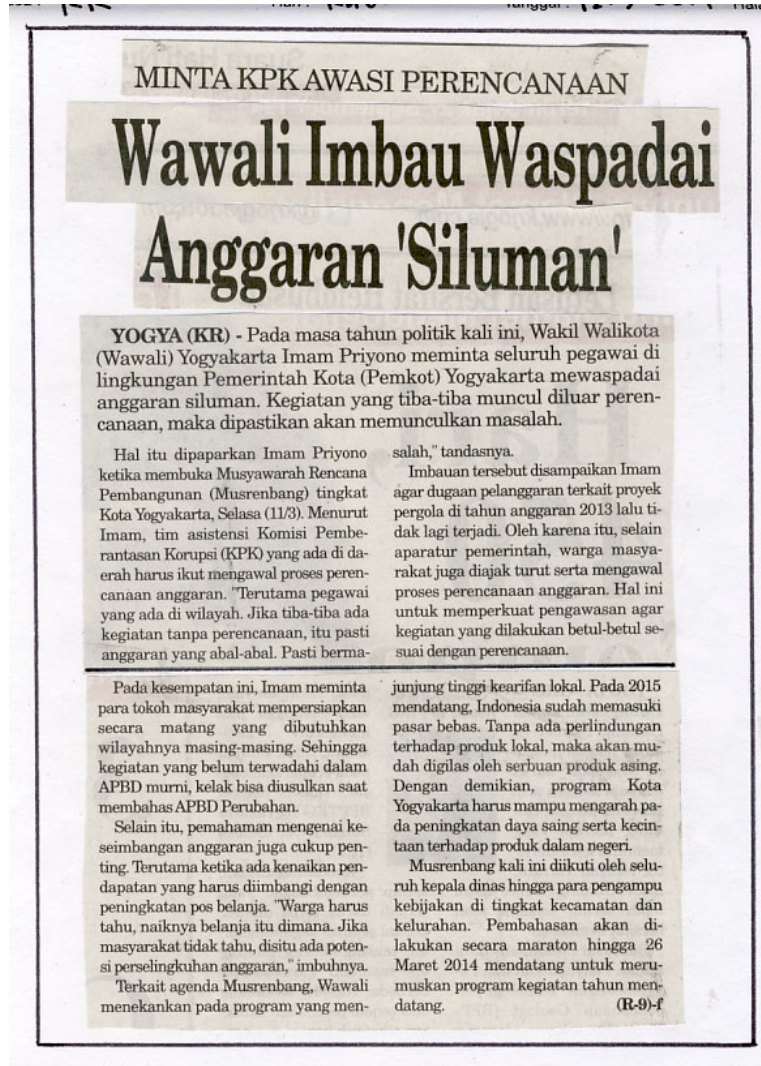 MINTA KPK AWASI PERENCANAAN
Wawali Imbau Waspadai
Anggaran 'Siluman'
YOGYA (KR) - Pada masa tahun politik kali ini, Wakil Walikota
(Wawali) Yogyakarta Imam Priyono meminta seluruh pegawai di
lingkungan Pemerintah Kota (Pemkot) Yogyakarta mewaspadai
anggaran siluman. Kegiatan yang tiba-tiba muncul diluar peren-
canaan, maka dipastikan akan memunculkan masalah.
Hal itu dipaparkan Imam Priyono
ketika membuka Musyawarah Rencana
Pembangunan (Musrenbang) tingkat
Kota Yogyakarta, Selasa (11/3). Menurut
Imam, tim asistensi Komisi Pembe-
rantasan Korupsi (KPK) yang ada di da-
erah harus ikut mengawal proses peren-
canaan anggaran. "Terutama pegawai
yang ada di wilayah. Jika tiba-tiba ada
kegiatan tanpa perencanaan, itu pasti
anggaran yang abal-abal. Pasti berma-
salah," tandasnya.
Imbauan tersebut disampaikan Imam
agar dugaan pelanggaran terkait proyek
pergola di tahun anggaran 2013 lalu ti-
dak lagi terjadi. Oleh karena itu, selain
aparatur pemerintah, warga masya-
rakat juga diajak turut serta mengawal
proses perencanaan anggaran. Hal ini
untuk memperkuat pengawasan agar
kegiatan yang dilakukan betul-betul se-
suai dengan perencanaan.
Pada kesempatan ini, Imam meminta
para tokoh masyarakat mempersiapkan
secara matang yang dibutuhkan
wilayahnya masing-masing. Sehingga
kegiatan yang belum terwadahi dalam
APBD murni, kelak bisa diusulkan saat
membahas APBD Perubahan.
Selain itu, pemahaman mengenai ke-
seimbangan anggaran juga cukup pen-
ting. Terutama ketika ada kenaikan pen-
dapatan yang harus diimbangi dengan
peningkatan pos belanja. "Warga harus
tahu, naiknya belanja itu dimana. Jika
masyarakat tidak tahu, disitu ada poten-
si perselingkuhan anggaran," imbuhnya.
Terkait agenda Musrenbang, Wawali
menekankan pada program yang men-
junjung tinggi kearifan lokal. Pada 2015
mendatang, Indonesia sudah memasuki
pasar bebas. Tanpa ada perlindungan
terhadap produk lokal, maka akan mu-
dah digilas oleh serbuan produk asing.
Dengan demikian, program Kota
Yogyakarta harus mampu mengarah pa-
da peningkatan daya saing serta kecin-
taan terhadap produk dalam negeri.
Musrenbang kali ini diikuti oleh selu-
ruh kepala dinas hingga para pengampu
kebijakan di tingkat kecamatan dan
kelurahan. Pembahasan akan di-
lakukan secara maraton hingga 26
Maret 2014 mendatang untuk meru-
muskan program kegiatan tahun men-
datang. (R-9)-f